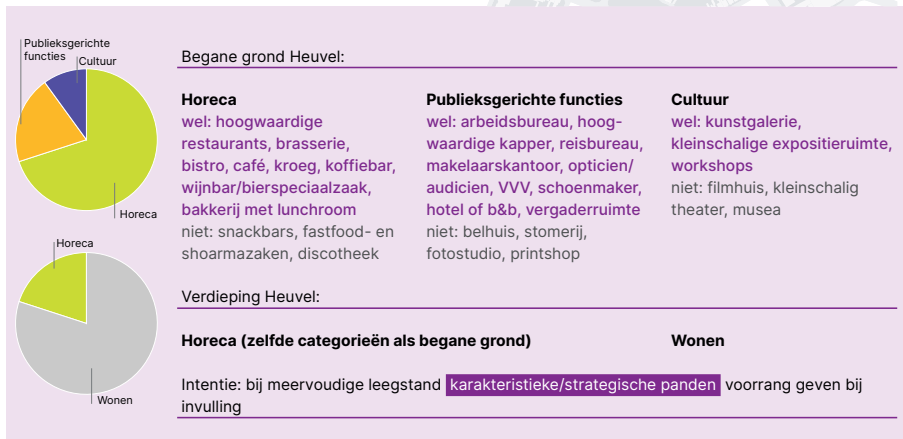 Publieksgerichte
functies
Cultuur
Horeca
Begane grond Heuvel:
Horeca
wel: hoogwaardige
restaurants, brasserie,
bistro, café, kroeg, koffiebar,
wijnbar/bierspeciaalzaak,
bakkerij met lunchroom
niet: snackbars, fastfood- en
shoarmazaken, discotheek
Publieksgerichte functies
wel: arbeidsbureau, hoog-
waardige kapper, reisbureau,
makelaarskantoor, opticien/
audicien, VVV, schoenmaker,
hotel of b&b, vergaderruimte
niet: belhuis, stomerij,
fotostudio, printshop
Cultuur
wel: kunstgalerie,
kleinschalige expositieruimte,
workshops
niet: filmhuis, kleinschalig
theater, musea
Horeca
Wonen
Verdieping Heuvel:
Horeca (zelfde categorieën als begane grond)
Wonen
Intentie: bij meervoudige leegstand karakteristieke/strategische panden voorrang geven bij
invulling